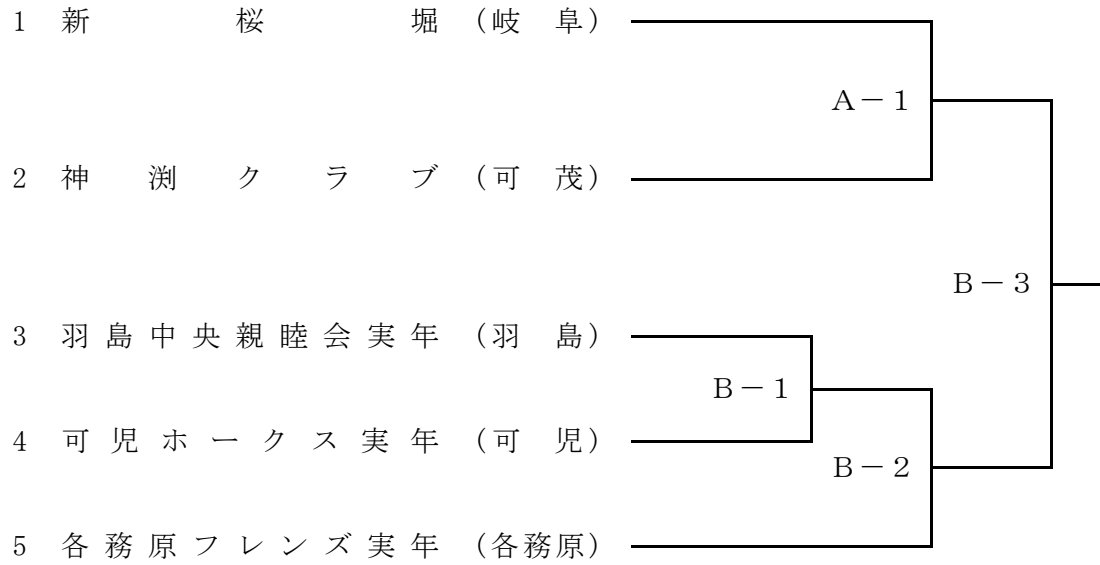 1 新桜堀（岐阜）
A－1
2 神渕クラブ（可茂）
B－3
3 羽島中央親睦会実年（羽島）
B－1
4 可児ホークス実年（可児）
B－2
5 各務原フレンズ実年（各務原）